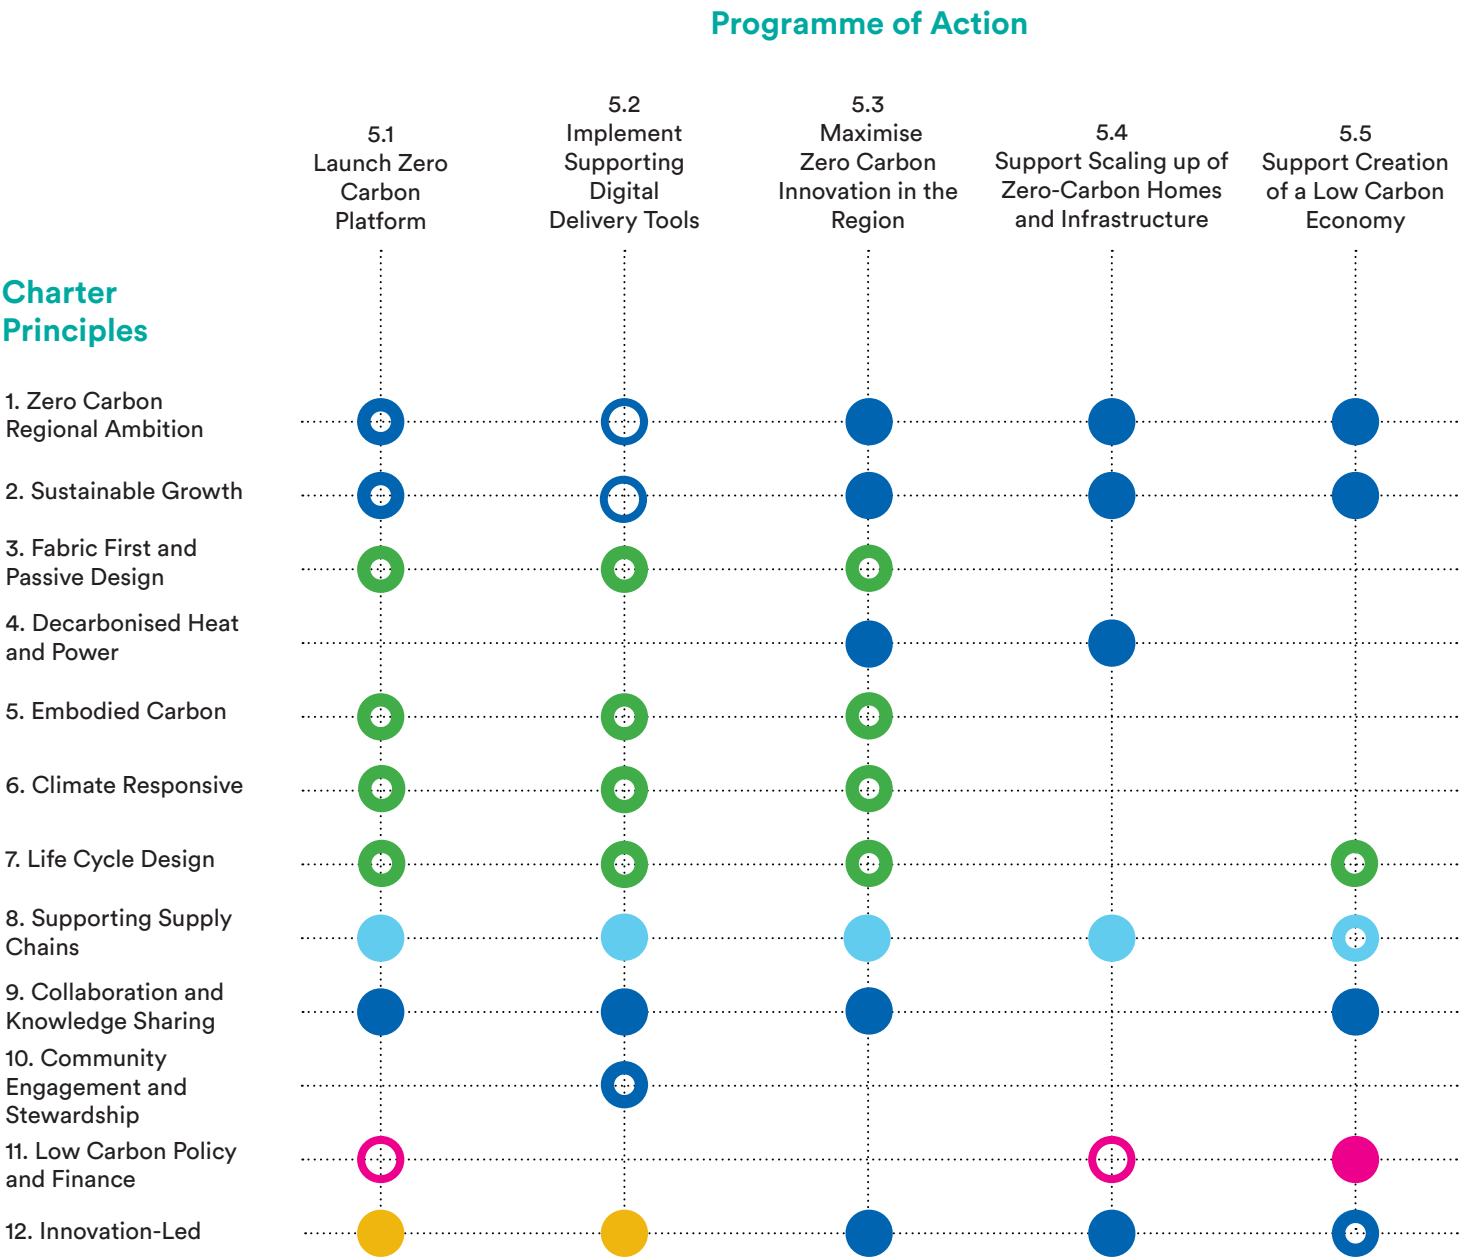 Programme of Action
5.1
Launch Zero
Carbon
Platform
5.2
Implement
Supporting
Digital
Delivery Tools
5.3
Maximise
Zero Carbon
Innovation in the
Region
5.4
Support Scaling up of
Zero-Carbon Homes
and Infrastructure
5.5
Support Creation
of a Low Carbon
Economy
Charter
Principles
1. Zero Carbon
Regional Ambition
2. Sustainable Growth
3. Fabric First and
Passive Design
4. Decarbonised Heat
and Power
5. Embodied Carbon
6. Climate Responsive
7. Life Cycle Design
8. Supporting Supply
Chains
9. Collaboration and
Knowledge Sharing
10. Community
Engagement and
Stewardship
11. Low Carbon Policy
and Finance
12. Innovation-Led